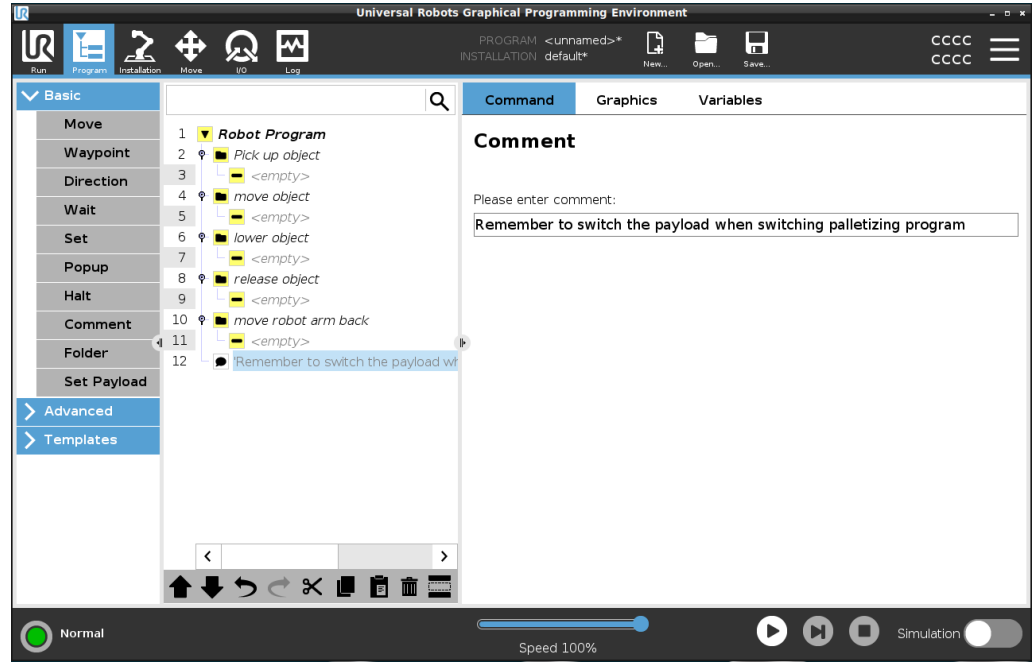 Universal Robots Graphical Programming Environment
UR
Run
Program
Installation
Move
I/O
Log
PROGRAM <unnamed>*
INSTALLATION default*
New...
Open...
Save...
CCCC
CCCC
Basic
Move
Waypoint
Direction
Wait
Set
Popup
Halt
Comment
Folder
Set Payload
Advanced
Templates
1 Robot Program
2 Pick up object
3 <empty>
4 move object
5 <empty>
6 lower object
7 <empty>
8 release object
9 <empty>
10 move robot arm back
11 <empty>
12 'Remember to switch the payload wh
Command Graphics Variables
Comment
Please enter comment:
Remember to switch the payload when switching palletizing program
Normal
Speed 100%
Simulation